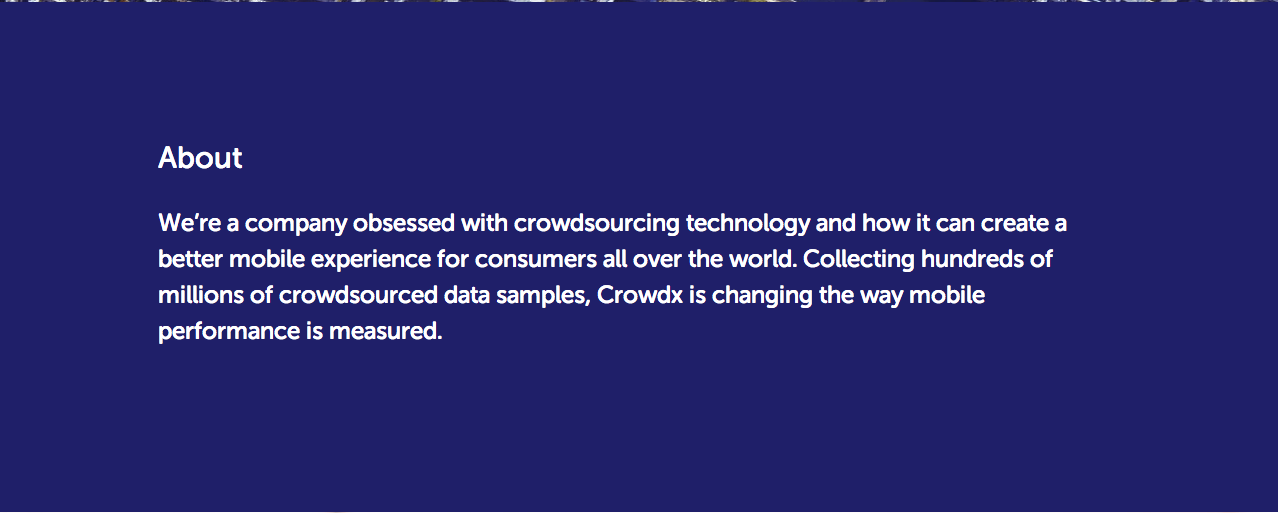 About
We’re a company obsessed with crowdsourcing technology and how it can create a
better mobile experience for consumers all over the world. Collecting hundreds of
millions of crowdsourced data samples, Crowdx is changing the way mobile
performance is measured.